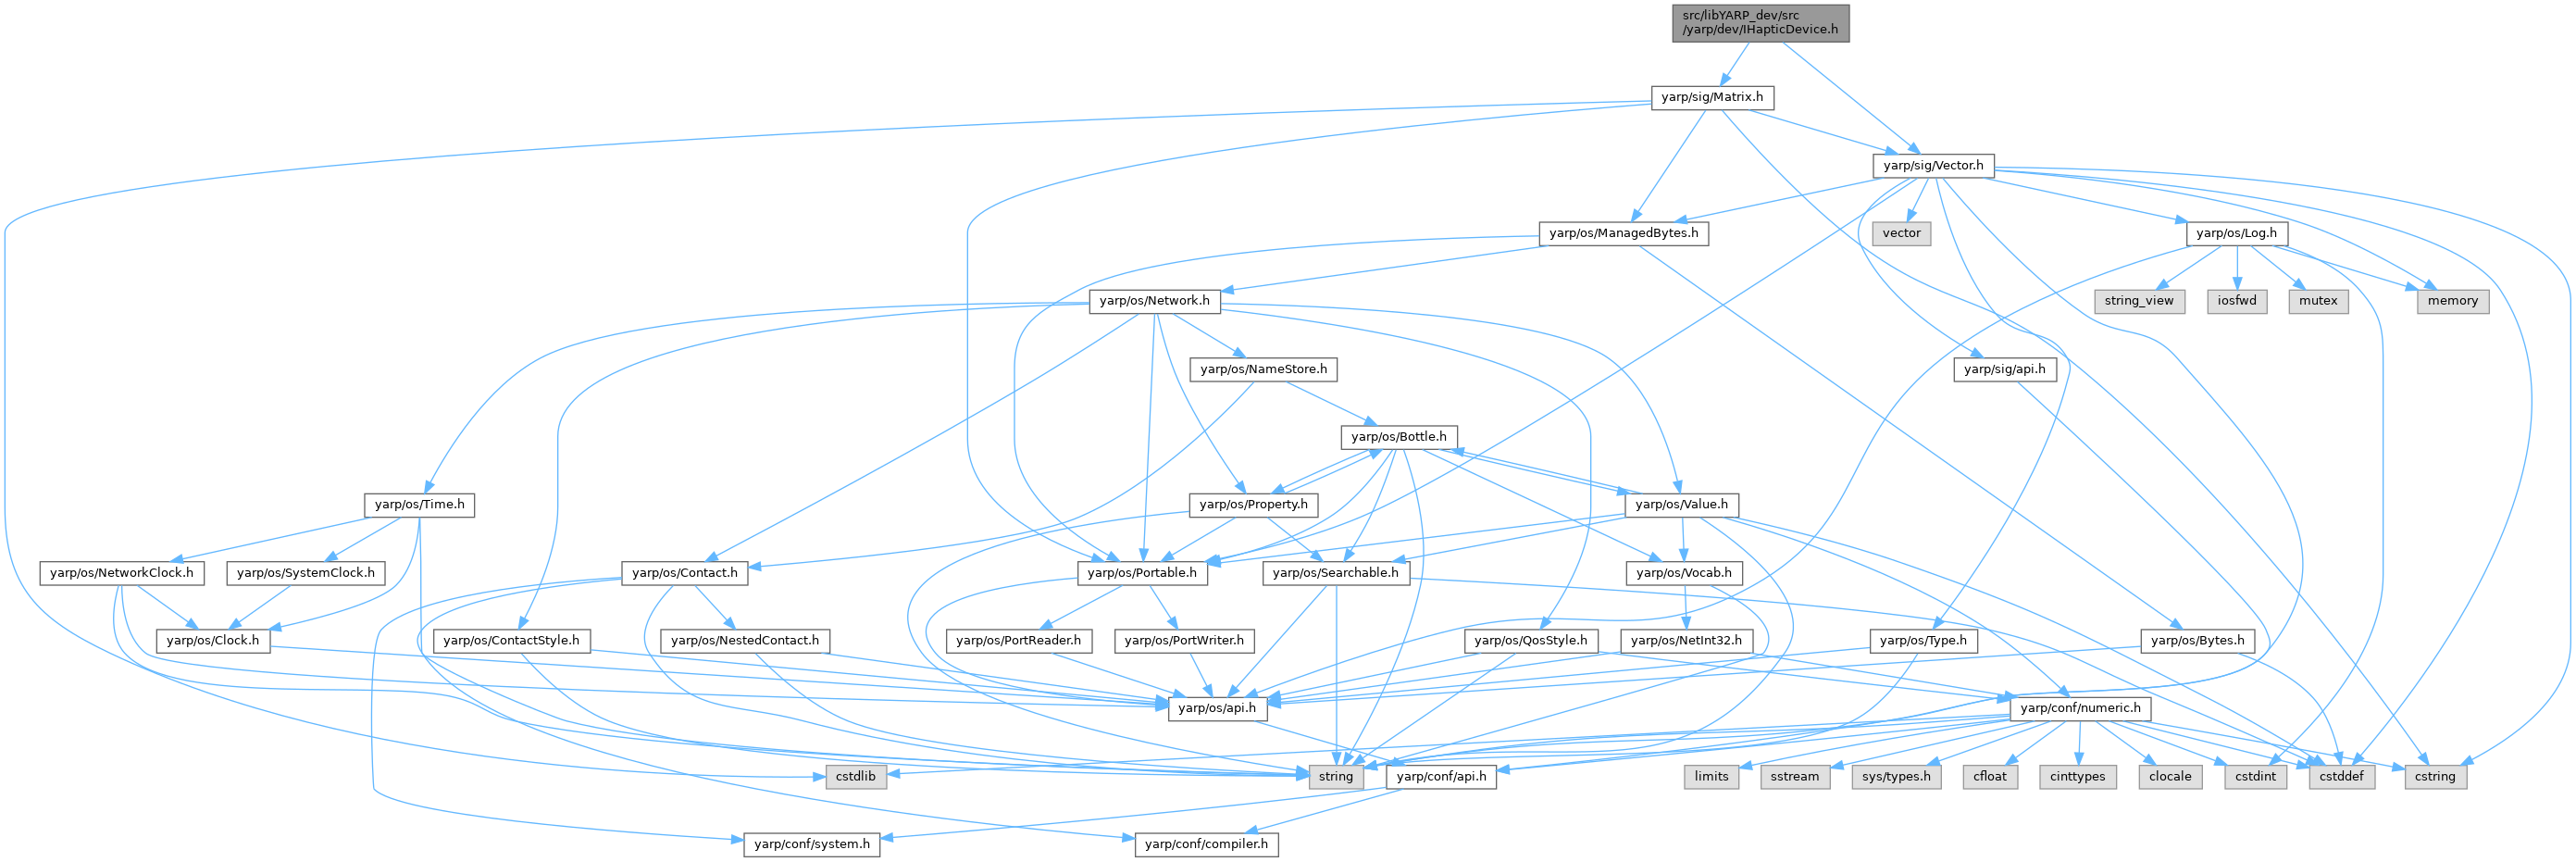 src/libYARP_dev/src
/yarp/dev/IHapticDevice.h
yarp/sig/Matrix.h
yarp/sig/Vector.h
yarp/os/ManagedBytes.h
vector
yarp/os/Log.h
yarp/os/Network.h
string_view
iosfwd
mutex
memory
yarp/os/NameStore.h
yarp/sig/api.h
yarp/os/Bottle.h
yarp/os/Time.h
yarp/os/Property.h
yarp/os/Value.h
yarp/os/NetworkClock.h
yarp/os/SystemClock.h
yarp/os/Contact.h
yarp/os/Portable.h
yarp/os/Searchable.h
yarp/os/Vocab.h
yarp/os/Clock.h
yarp/os/ContactStyle.h
yarp/os/NestedContact.h
yarp/os/PortReader.h
yarp/os/PortWriter.h
yarp/os/QosStyle.h
yarp/os/NetInt32.h
yarp/os/Type.h
yarp/os/Bytes.h
yarp/os/api.h
yarp/conf/numeric.h
cstdlib
string
yarp/conf/api.h
limits
sstream
sys/types.h
cfloat
cinttypes
clocale
cstdint
cstddef
cstring
yarp/conf/system.h
yarp/conf/compiler.h